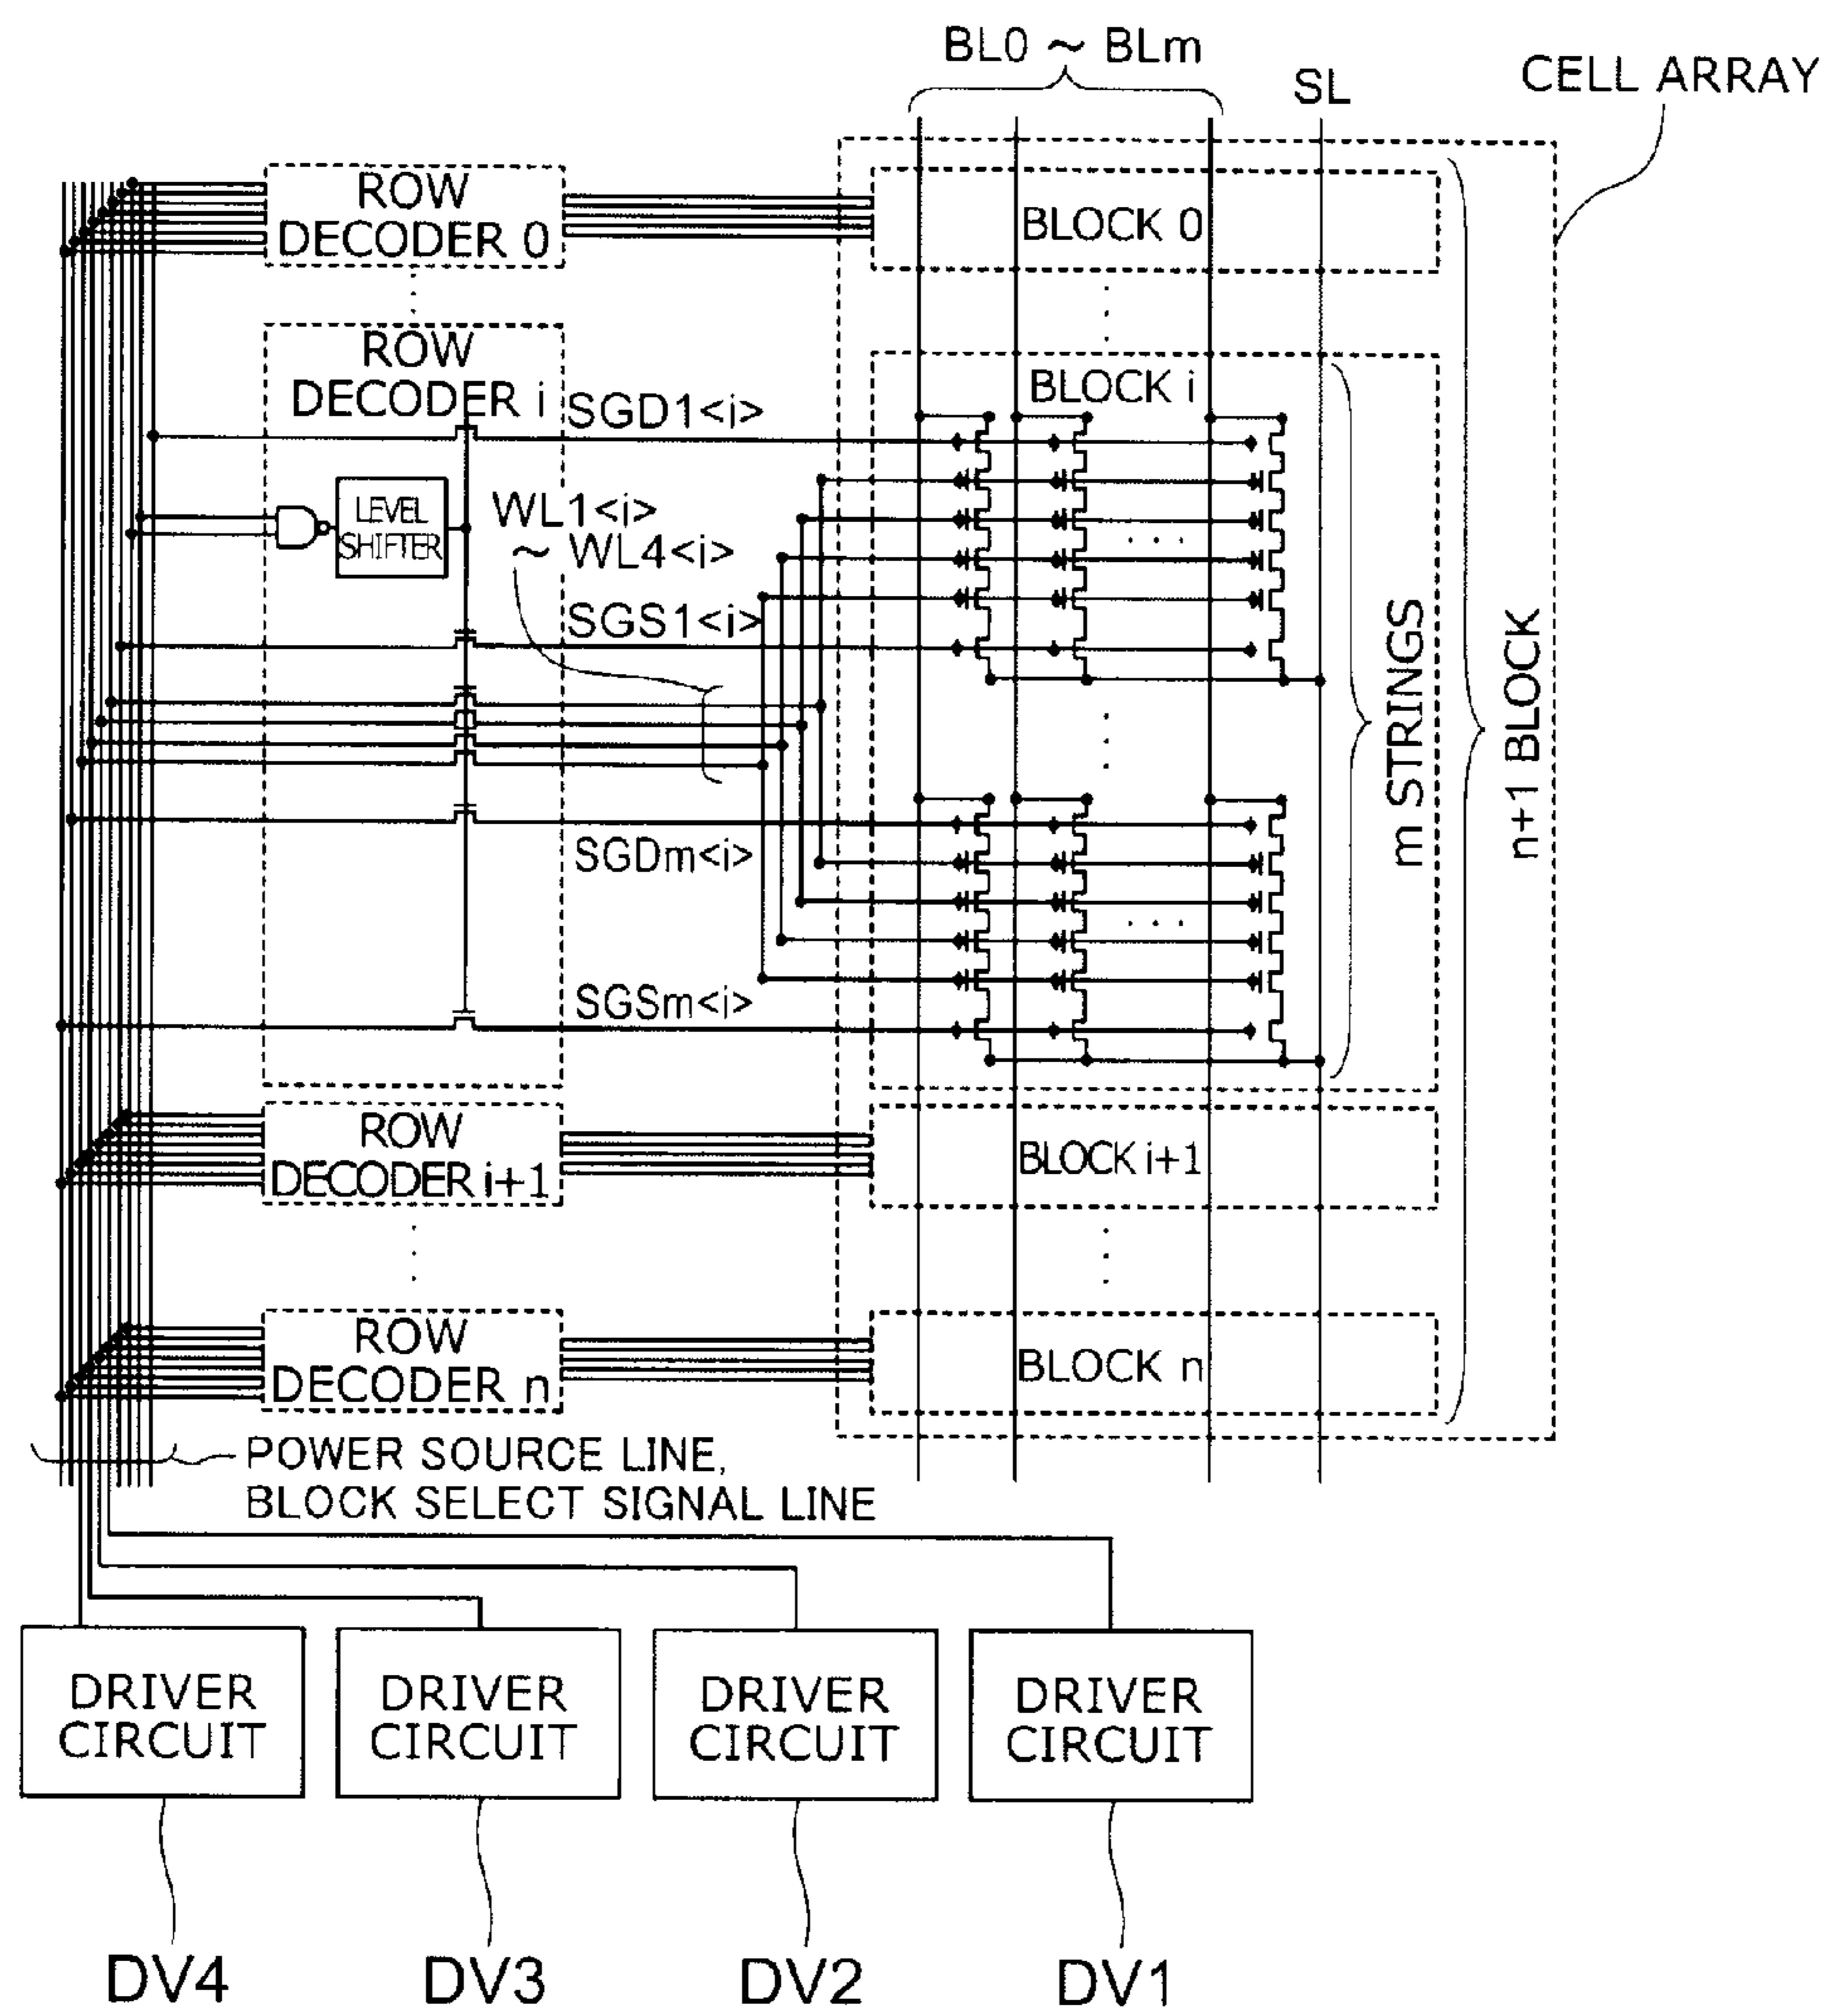 BL0 ~ BLm
SL
CELL ARRAY
ROW
DECODER 0
BLOCK 0
ROW
DECODER i
BLOCK i
SGD1<i>
LEVEL
SHIFTER
WL1<i>
~ WL4<i>
SGS1<i>
SGDm<i>
SGSm<i>
m STRINGS
n+1 BLOCK
ROW
DECODER i+1
BLOCK i+1
ROW
DECODER n
BLOCK n
POWER SOURCE LINE,
BLOCK SELECT SIGNAL LINE
DRIVER
CIRCUIT
DRIVER
CIRCUIT
DRIVER
CIRCUIT
DRIVER
CIRCUIT
DV4
DV3
DV2
DV1